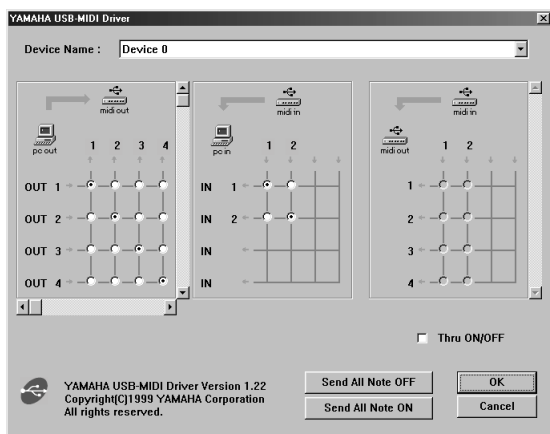 YAMAHA USB-MIDI Driver
Device Name :
Device 0
midi out
pc out
1 2 3 4
OUT 1
OUT 2
OUT 3
OUT 4
midi in
pc in
1 2
IN 1
IN 2
IN
IN
midi in
midi out
1 2
1
2
3
4
Thru ON/OFF
YAMAHA USB-MIDI Driver Version 1.22
Copyright(C)1999 YAMAHA Corporation
All rights reserved.
Send All Note OFF
OK
Send All Note ON
Cancel